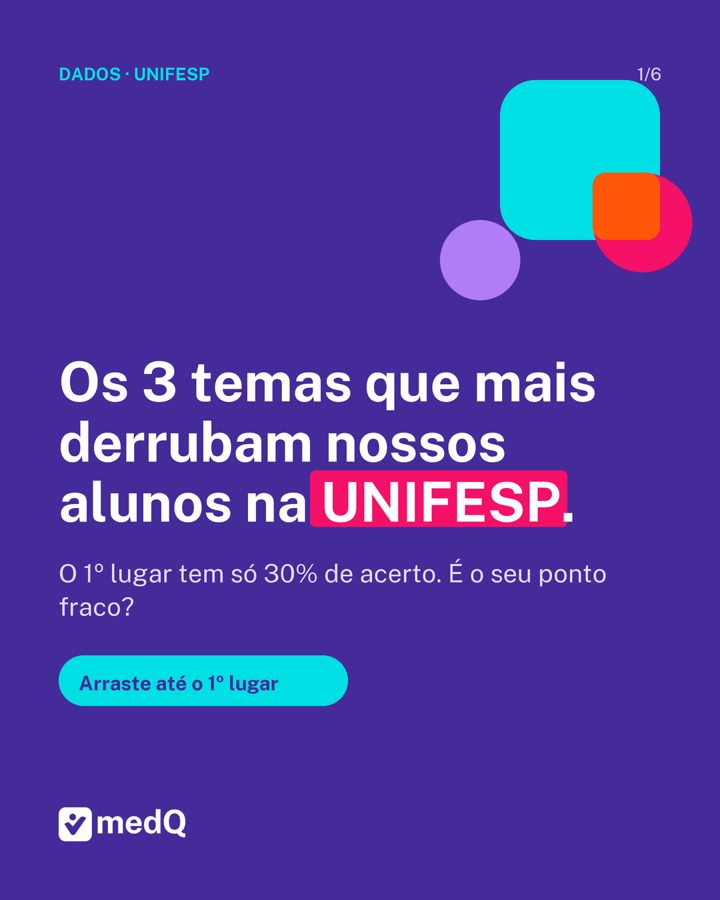 DADOS · UNIFESP
1/6
Os 3 temas que mais
derrubam nossos
alunos na UNIFESP.
O 1º lugar tem só 30% de acerto. É o seu ponto
fraco?
Arraste até o 1º lugar
medQ